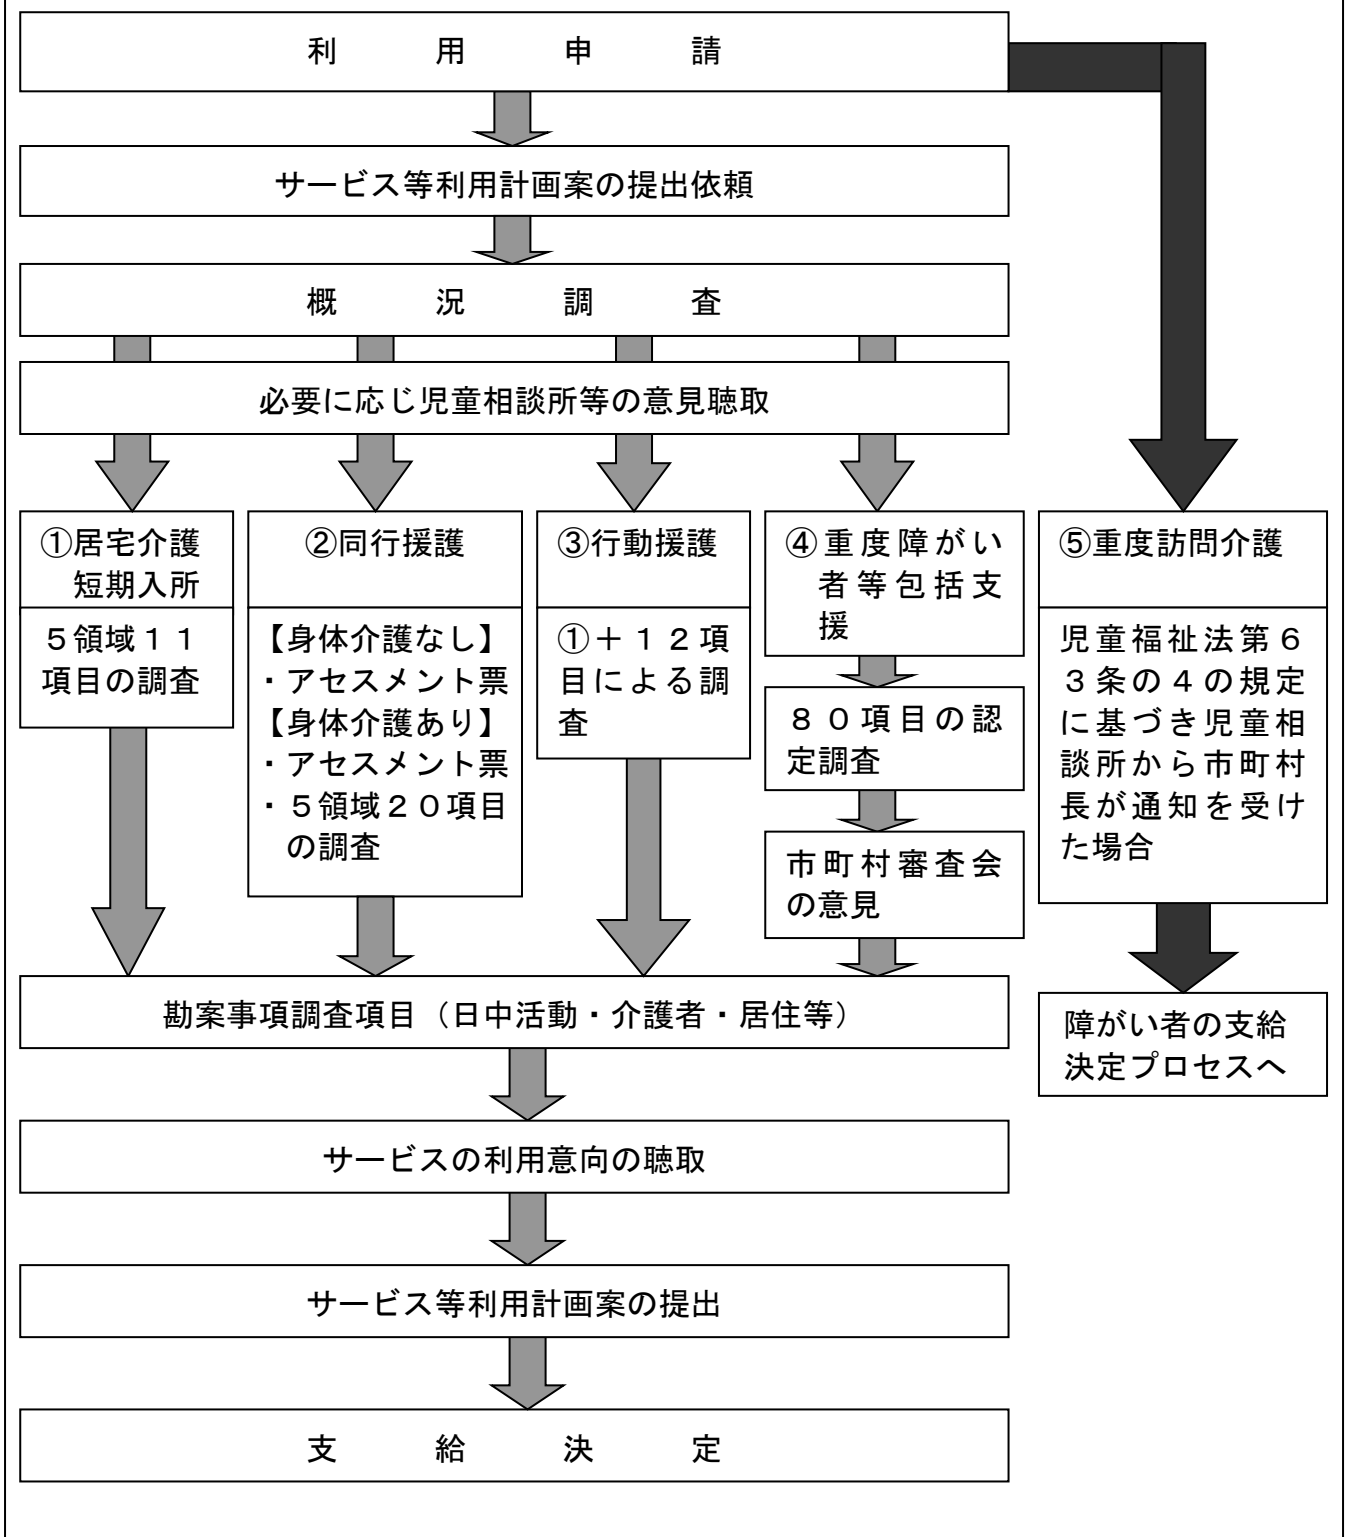 利用申請
サービス等利用計画案の提出依頼
概況調査
必要に応じ児童相談所等の意見聴取
①居宅介護
短期入所
５領域１１
項目の調査
②同行援護
【身体介護なし】
・アセスメント票
【身体介護あり】
・アセスメント票
・５領域２０項目
の調査
③行動援護
①＋１２項
目による調
査
④重度障がい
者等包括支
援
８０項目の認
定調査
市町村審査会
の意見
⑤重度訪問介護
児童福祉法第６
３条の４の規定
に基づき児童相
談所から市町村
長が通知を受け
た場合
障がい者の支給
決定プロセスへ
勘案事項調査項目（日中活動・介護者・居住等）
サービスの利用意向の聴取
サービス等利用計画案の提出
支給決定